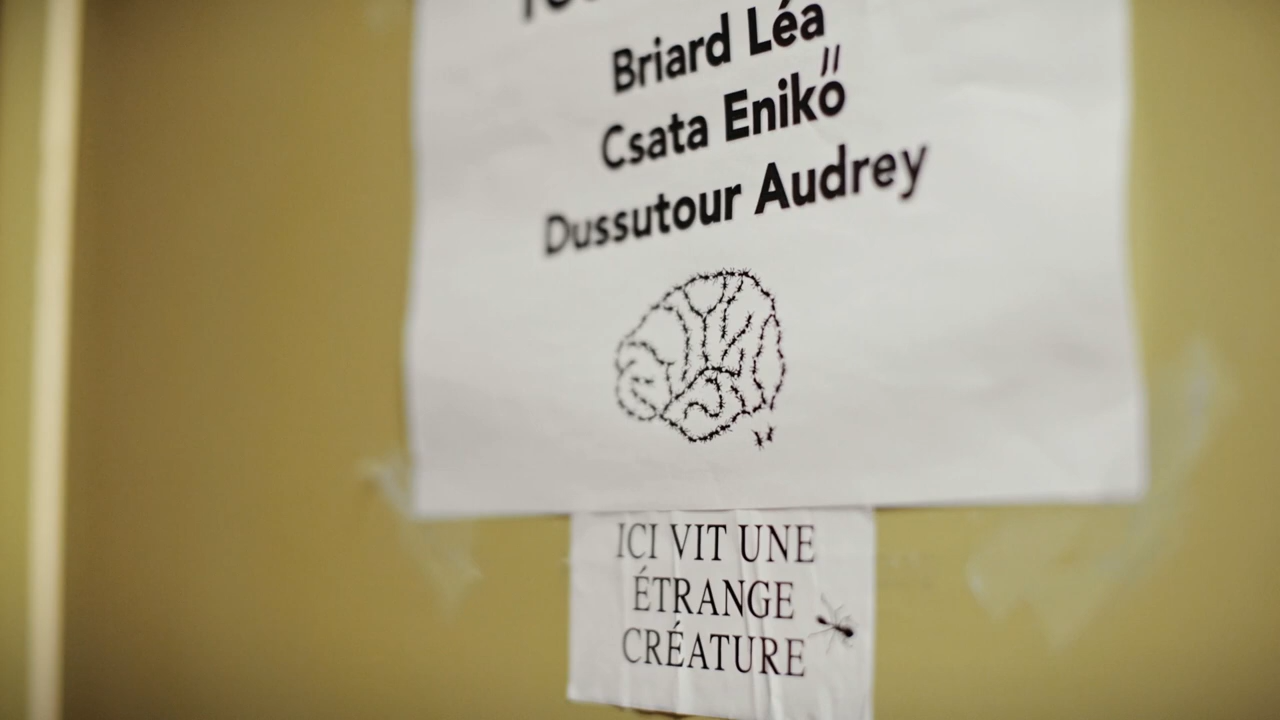 Briard Léa
Csata Enikő
Dussutour Audrey
ICI VIT UNE
ÉTRANGE
CRÉATURE